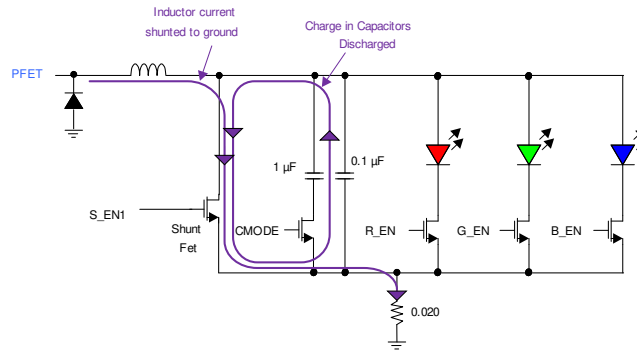 Inductor current
shunted to ground
Charge in Capacitors
Discharged
PFET
1 µF
0.1 µF
S_EN1
Shunt
Fet
CMODE
R_EN
G_EN
B_EN
0.020